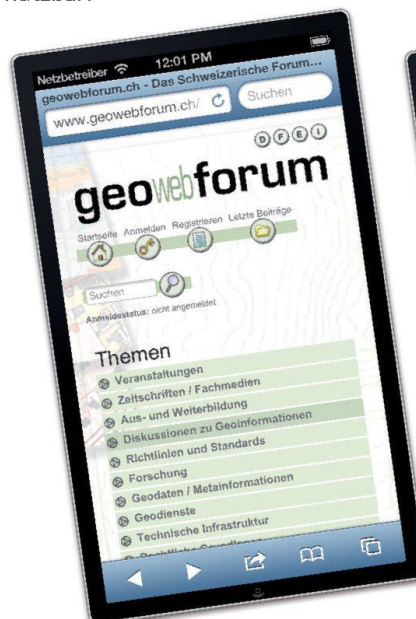 Netzbetreiber 12:01 PM
geowebforum.ch - Das Schweizerische Forum...
www.geowebforum.ch/ Suchen
D F E I
geowebforum
Startseite Anmelden Registrieren Letzte Beiträge
Suchen
Anmeldestatus: nicht angemeldet
Themen
Veranstaltungen
Zeitschriften / Fachmedien
Aus- und Weiterbildung
Diskussionen zu Geoinformationen
Richtlinien und Standards
Forschung
Geodaten / Metainformationen
Geodienste
Technische Infrastruktur